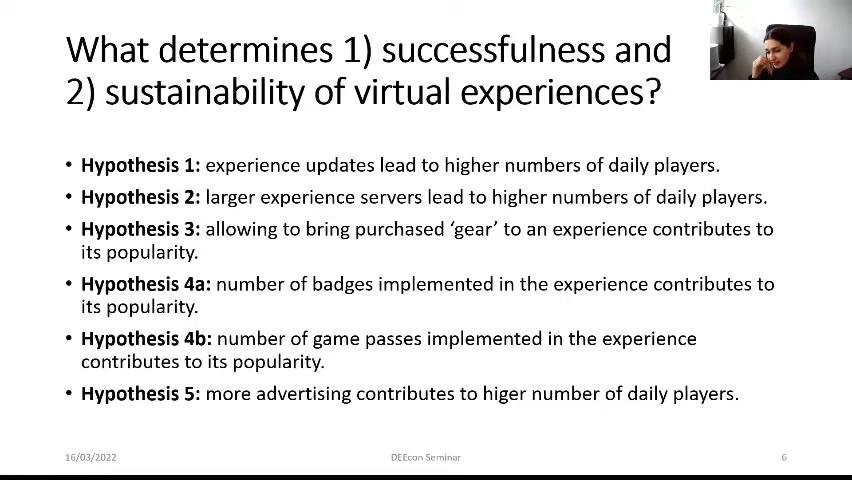 What determines 1) successfulness and
2) sustainability of virtual experiences?
• Hypothesis 1: experience updates lead to higher numbers of daily players.
• Hypothesis 2: larger experience servers lead to higher numbers of daily players.
• Hypothesis 3: allowing to bring purchased ‘gear’ to an experience contributes to
its popularity.
• Hypothesis 4a: number of badges implemented in the experience contributes to
its popularity.
• Hypothesis 4b: number of game passes implemented in the experience
contributes to its popularity.
• Hypothesis 5: more advertising contributes to higer number of daily players.
16/03/2022
DEEcon Seminar
6